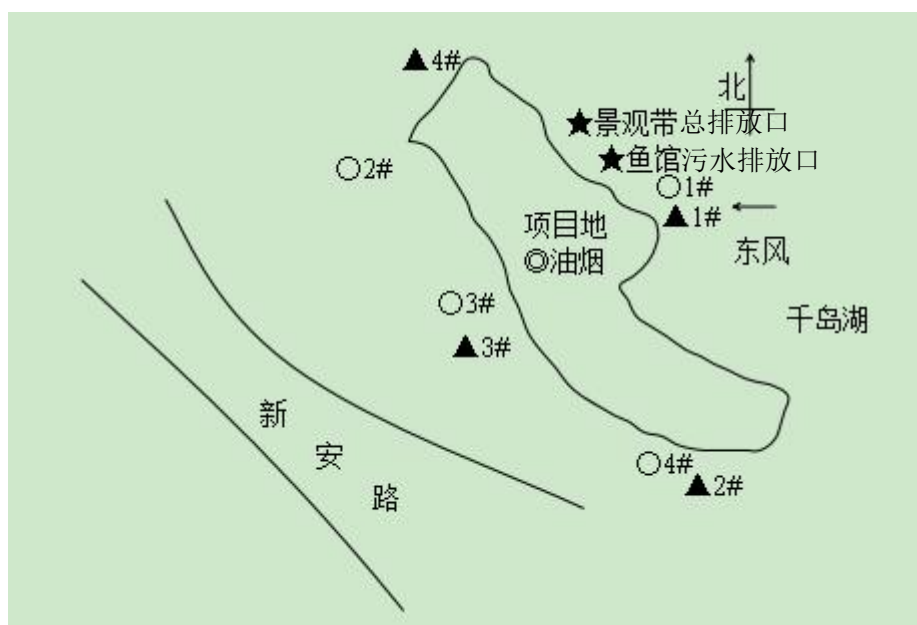 ▲4#
北
★景观带总排放口
★鱼馆污水排放口
○2#
○1#
▲1#
项目地
◎油烟
东风
○3#
千岛湖
▲3#
新
安
路
○4#
▲2#